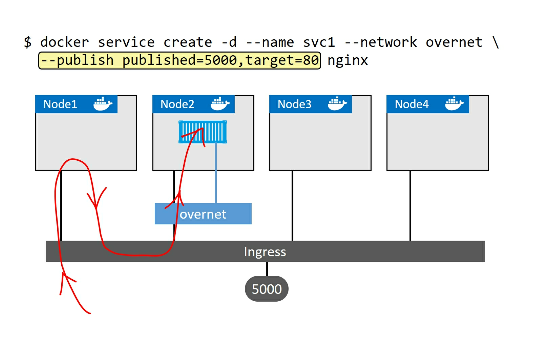 $ docker service create -d --name svc1 --network overnet \
--publish published=5000,target=80 nginx
Node1
Node2
Node3
Node4
overnet
Ingress
5000